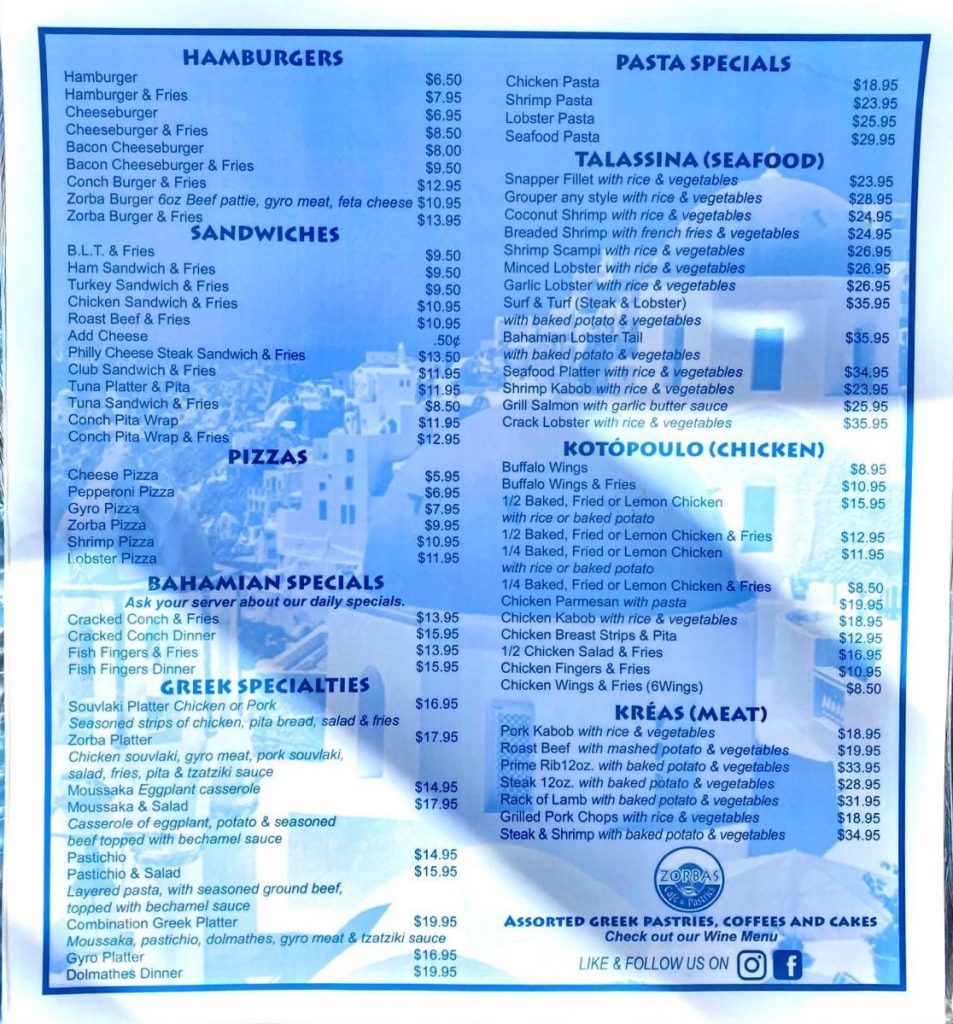 HAMBURGERS
Hamburger $6.50
Hamburger & Fries $7.95
Cheeseburger $6.95
Cheeseburger & Fries $8.50
Bacon Cheeseburger $8.00
Bacon Cheeseburger & Fries $9.50
Conch Burger & Fries $12.95
Zorba Burger 6oz Beef pattie, gyro meat, feta cheese $10.95
Zorba Burger & Fries $13.95
SANDWICHES
B.L.T. & Fries $9.50
Ham Sandwich & Fries $9.50
Turkey Sandwich & Fries $9.50
Chicken Sandwich & Fries $10.95
Roast Beef & Fries $10.95
Add Cheese .50¢
Philly Cheese Steak Sandwich & Fries $13.50
Club Sandwich & Fries $11.95
Tuna Platter & Pita $11.95
Tuna Sandwich & Fries $8.50
Conch Pita Wrap $11.95
Conch Pita Wrap & Fries $12.95
PIZZAS
Cheese Pizza $5.95
Pepperoni Pizza $6.95
Gyro Pizza $7.95
Zorba Pizza $9.95
Shrimp Pizza $10.95
Lobster Pizza $11.95
BAHAMIAN SPECIALS
Ask your server about our daily specials.
Cracked Conch & Fries $13.95
Cracked Conch Dinner $15.95
Fish Fingers & Fries $13.95
Fish Fingers Dinner $15.95
GREEK SPECIALTIES
Souvlaki Platter Chicken or Pork $16.95
Seasoned strips of chicken, pita bread, salad & fries
Zorba Platter $17.95
Chicken souvlaki, gyro meat, pork souvlaki,
salad, fries, pita & tzatziki sauce
Moussaka Eggplant casserole $14.95
Moussaka & Salad $17.95
Casserole of eggplant, potato & seasoned
beef topped with bechamel sauce
Pastichio $14.95
Pastichio & Salad $15.95
Layered pasta, with seasoned ground beef,
topped with bechamel sauce
Combination Greek Platter $19.95
Moussaka, pastichio, dolmathes, gyro meat & tzatziki sauce
Gyro Platter $16.95
Dolmathes Dinner $19.95
PASTA SPECIALS
Chicken Pasta $18.95
Shrimp Pasta $23.95
Lobster Pasta $25.95
Seafood Pasta $29.95
TALASSINA (SEAFOOD)
Snapper Fillet with rice & vegetables $23.95
Grouper any style with rice & vegetables $28.95
Coconut Shrimp with rice & vegetables $24.95
Breaded Shrimp with french fries & vegetables $24.95
Shrimp Scampi with rice & vegetables $26.95
Minced Lobster with rice & vegetables $26.95
Garlic Lobster with rice & vegetables $26.95
Surf & Turf (Steak & Lobster) $35.95
with baked potato & vegetables
Bahamian Lobster Tail $35.95
with baked potato & vegetables
Seafood Platter with rice & vegetables $34.95
Shrimp Kabob with rice & vegetables $23.95
Grill Salmon with garlic butter sauce $25.95
Crack Lobster with rice & vegetables $35.95
KOTÓPOULO (CHICKEN)
Buffalo Wings $8.95
Buffalo Wings & Fries $10.95
1/2 Baked, Fried or Lemon Chicken $15.95
with rice or baked potato
1/2 Baked, Fried or Lemon Chicken & Fries $12.95
1/4 Baked, Fried or Lemon Chicken $11.95
with rice or baked potato
1/4 Baked, Fried or Lemon Chicken & Fries $8.50
Chicken Parmesan with pasta $19.95
Chicken Kabob with rice & vegetables $18.95
Chicken Breast Strips & Pita $12.95
1/2 Chicken Salad & Fries $16.95
Chicken Fingers & Fries $10.95
Chicken Wings & Fries (6Wings) $8.50
KRÉAS (MEAT)
Pork Kabob with rice & vegetables $18.95
Roast Beef with mashed potato & vegetables $19.95
Prime Rib12oz. with baked potato & vegetables $33.95
Steak 12oz. with baked potato & vegetables $28.95
Rack of Lamb with baked potato & vegetables $31.95
Grilled Pork Chops with rice & vegetables $18.95
Steak & Shrimp with baked potato & vegetables $34.95
ZORBAS
Cafe & Pastries
ASSORTED GREEK PASTRIES, COFFEES AND CAKES
Check out our Wine Menu
LIKE & FOLLOW US ON